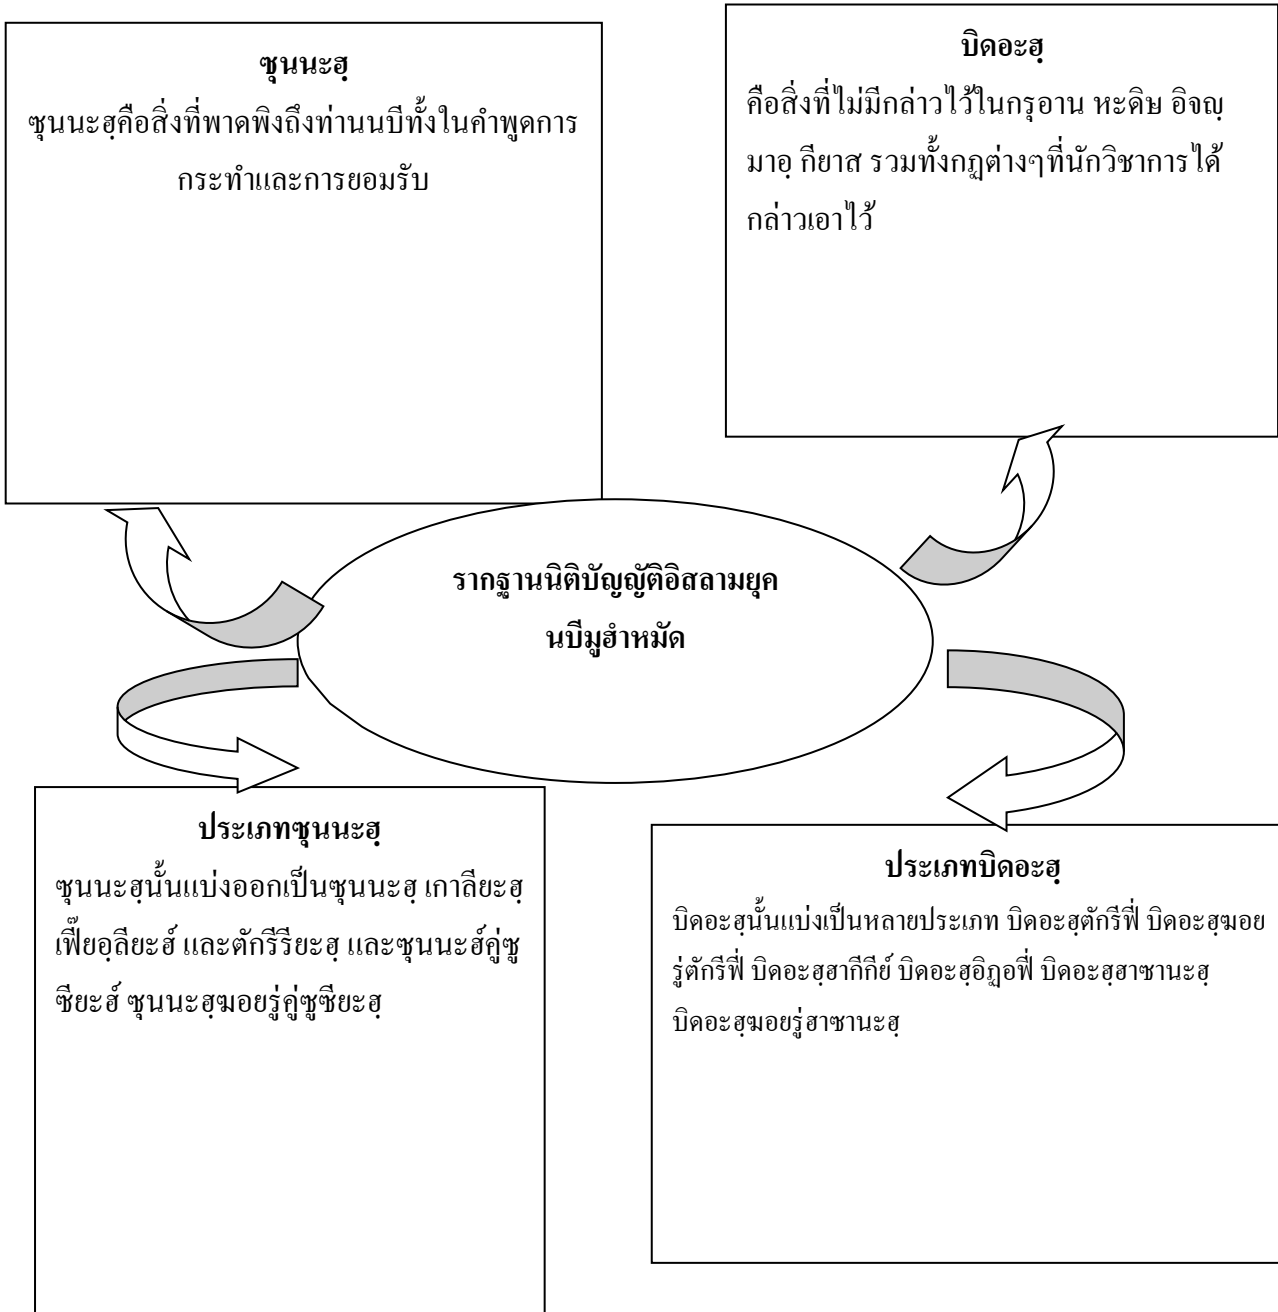 ซุนนะฮฺ
ซุนนะฮฺคือสิ่งที่พาดพิงถึงท่านนบีทั้งในคำพูดการ
กระทำและการยอมรับ
บิดอะฮฺ
คือสิ่งที่ไม่มีกล่าวไว้ในกรุอาน หะดิษ อิจญ
มาอฺ กียาส รวมทั้งกฏต่างๆที่นักวิชาการได้
กล่าวเอาไว้
รากฐานนิติบัญญัติอิสลามยุค
นบีมูฮำหมัด
ประเภทซุนนะฮฺ
ซุนนะฮฺนั้นแบ่งออกเป็นซุนนะฮฺ เกาลียะฮฺ
เฟี๊ยอฺลียะฮ์ และตักรีรียะฮฺ และซุนนะฮ์คู่ซู
ซียะฮ์ ซุนนะฮฺฆอยรู่คู่ซูซียะฮฺ
ประเภทบิดอะฮฺ
บิดอะฮฺนั้นแบ่งเป็นหลายประเภท บิดอะฮฺตักรีฟี่ บิดอะฮฺฆอย
รู่ตักรีฟี่ บิดอะฮฺฮากีกีย์ บิดอะฮฺอิฏอฟี่ บิดอะฮฺฮาซานะฮฺ
บิดอะฮฺฆอยรู่ฮาซานะฮฺ